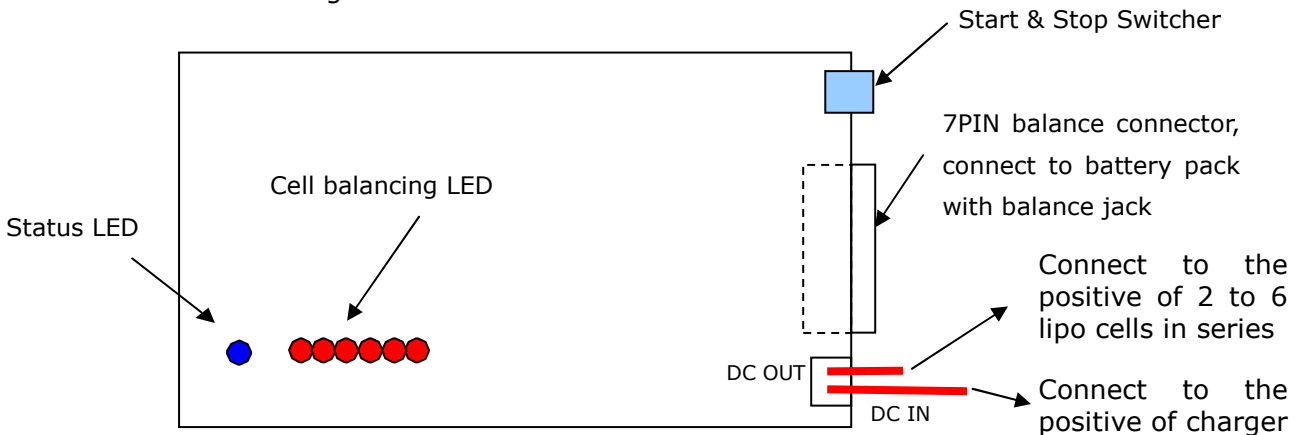 Start & Stop Switcher
7PIN balance connector,
connect to battery pack
with balance jack
Cell balancing LED
Status LED
Connect to the
positive of 2 to 6
lipo cells in series
DC OUT
DC IN
Connect to the
positive of charger